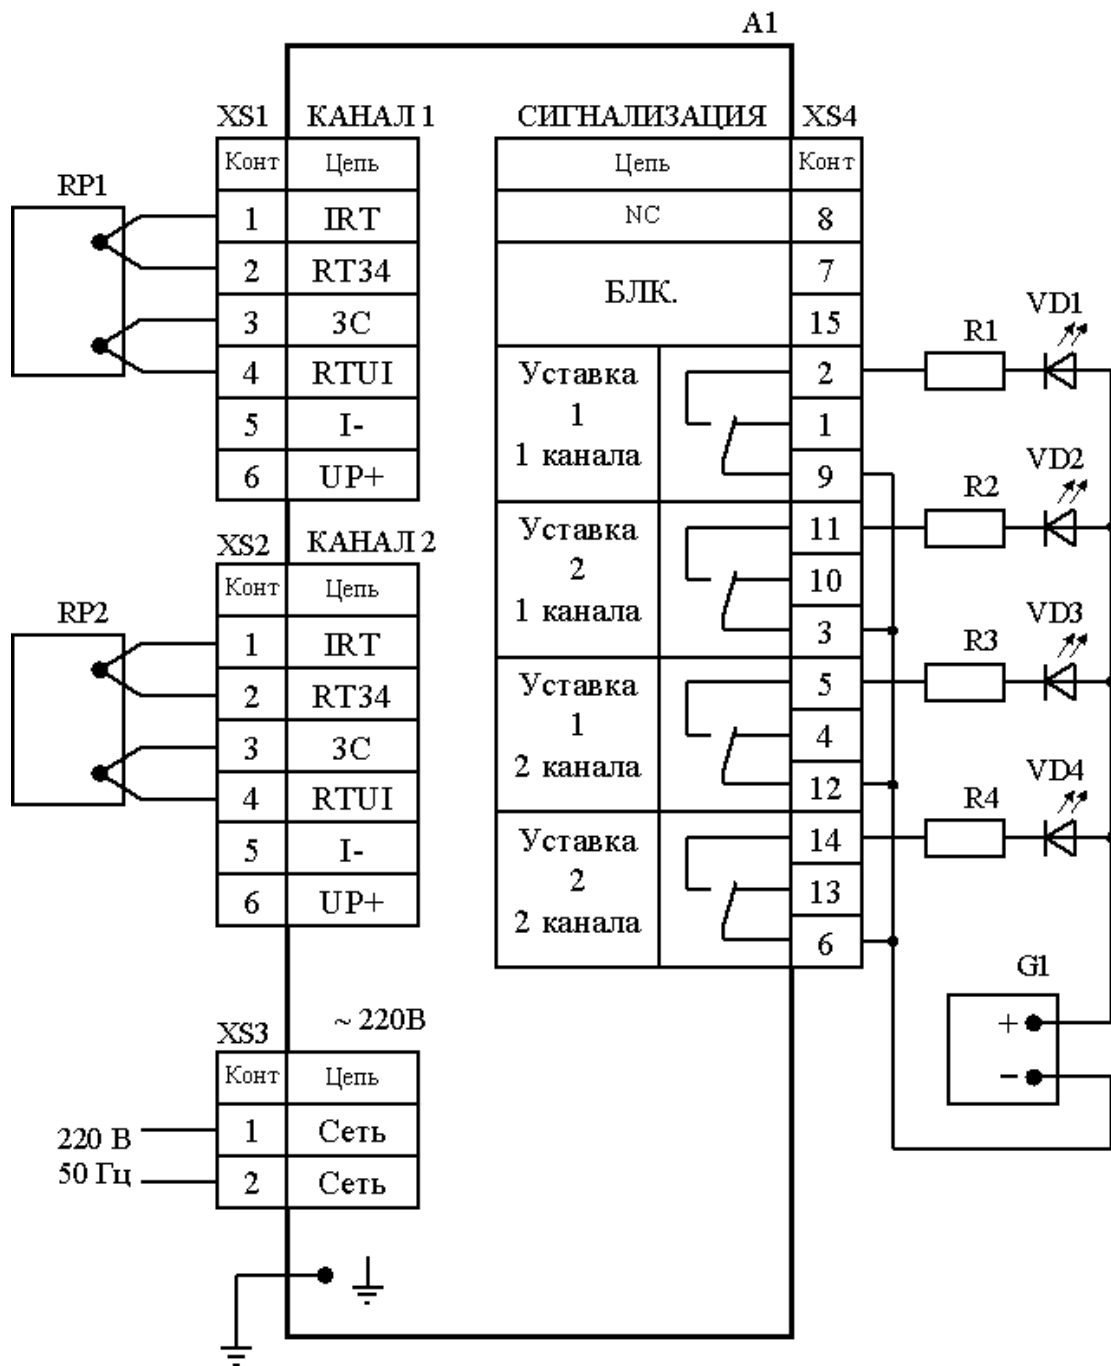 A1
XS1 КАНАЛ 1
Конт Цепь
RP1
1 IRT
2 RT34
3 3С
4 RTUI
5 I-
6 UP+
XS2 КАНАЛ 2
Конт Цепь
RP2
1 IRT
2 RT34
3 3С
4 RTUI
5 I-
6 UP+
XS3 ~ 220В
Конт Цепь
220 В
50 Гц
1 Сеть
2 Сеть
СИГНАЛИЗАЦИЯ XS4
Цепь Конт
NC 8
БЛК.
7
15
Уставка
1
1 канала
2
1
9
Уставка
2
1 канала
11
10
3
Уставка
1
2 канала
5
4
12
Уставка
2
2 канала
14
13
6
R1 VD1
R2 VD2
R3 VD3
R4 VD4
G1
+
−